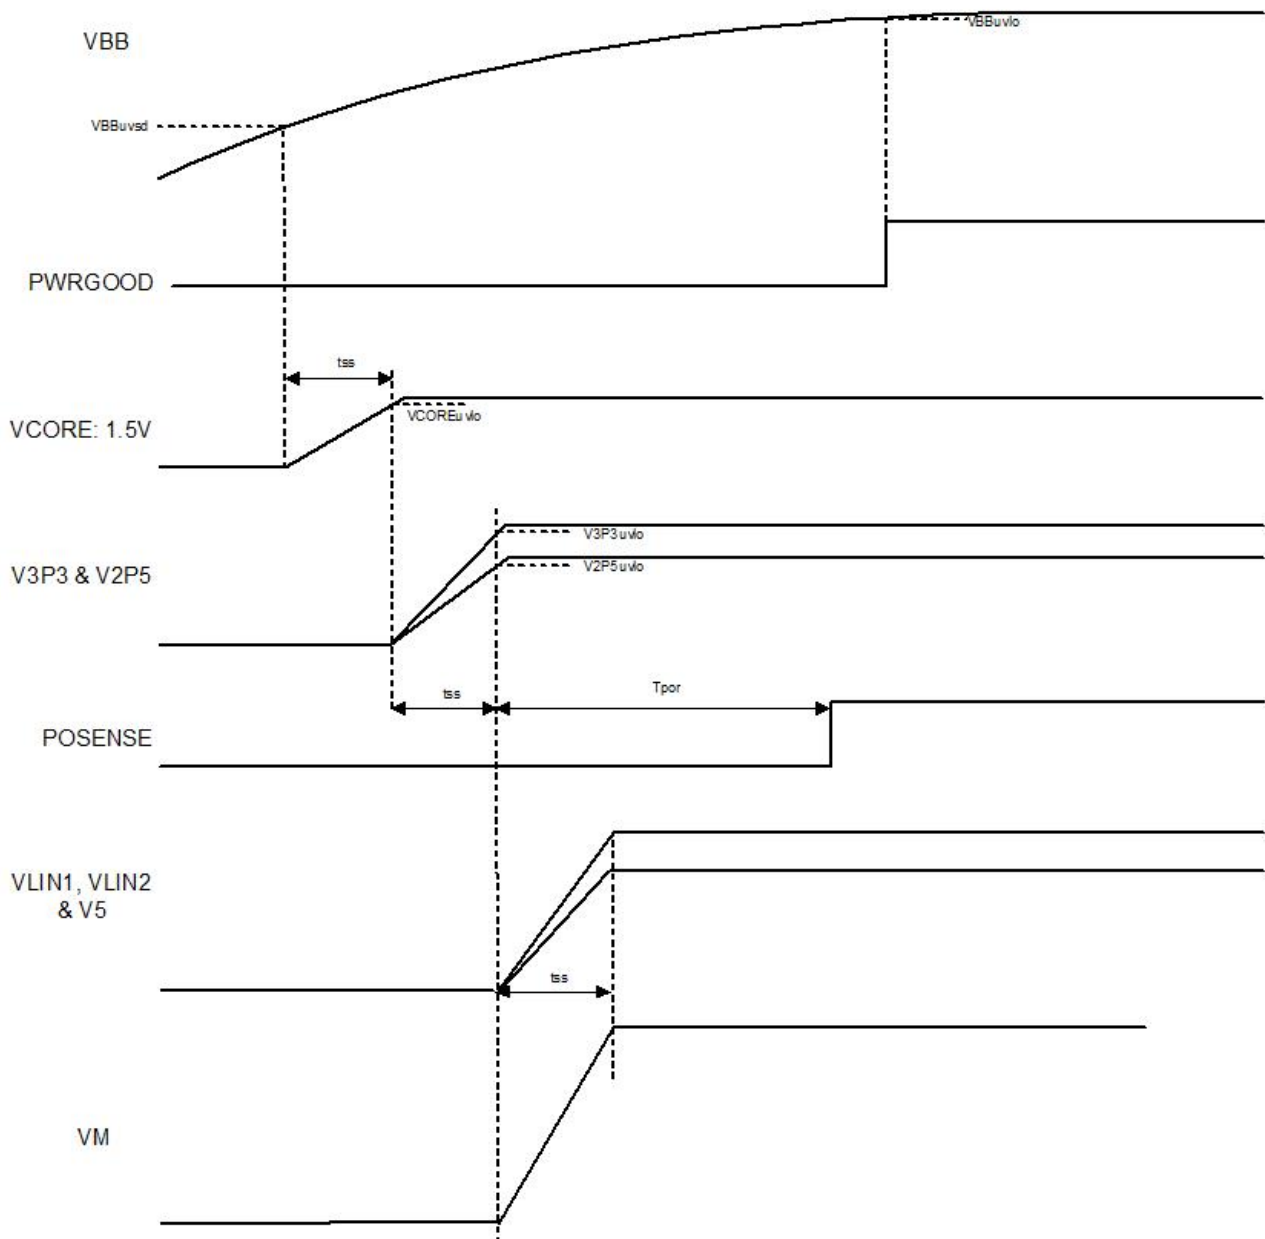 VBB
VBBuvlo
VBBuvsd
PWRGOOD
tss
VCOREuvlo
VCORE: 1.5V
V3P3uvlo
V3P3 & V2P5
V2P5uvlo
tss
Tpor
POSENSE
VLIN1, VLIN2
& V5
tss
VM